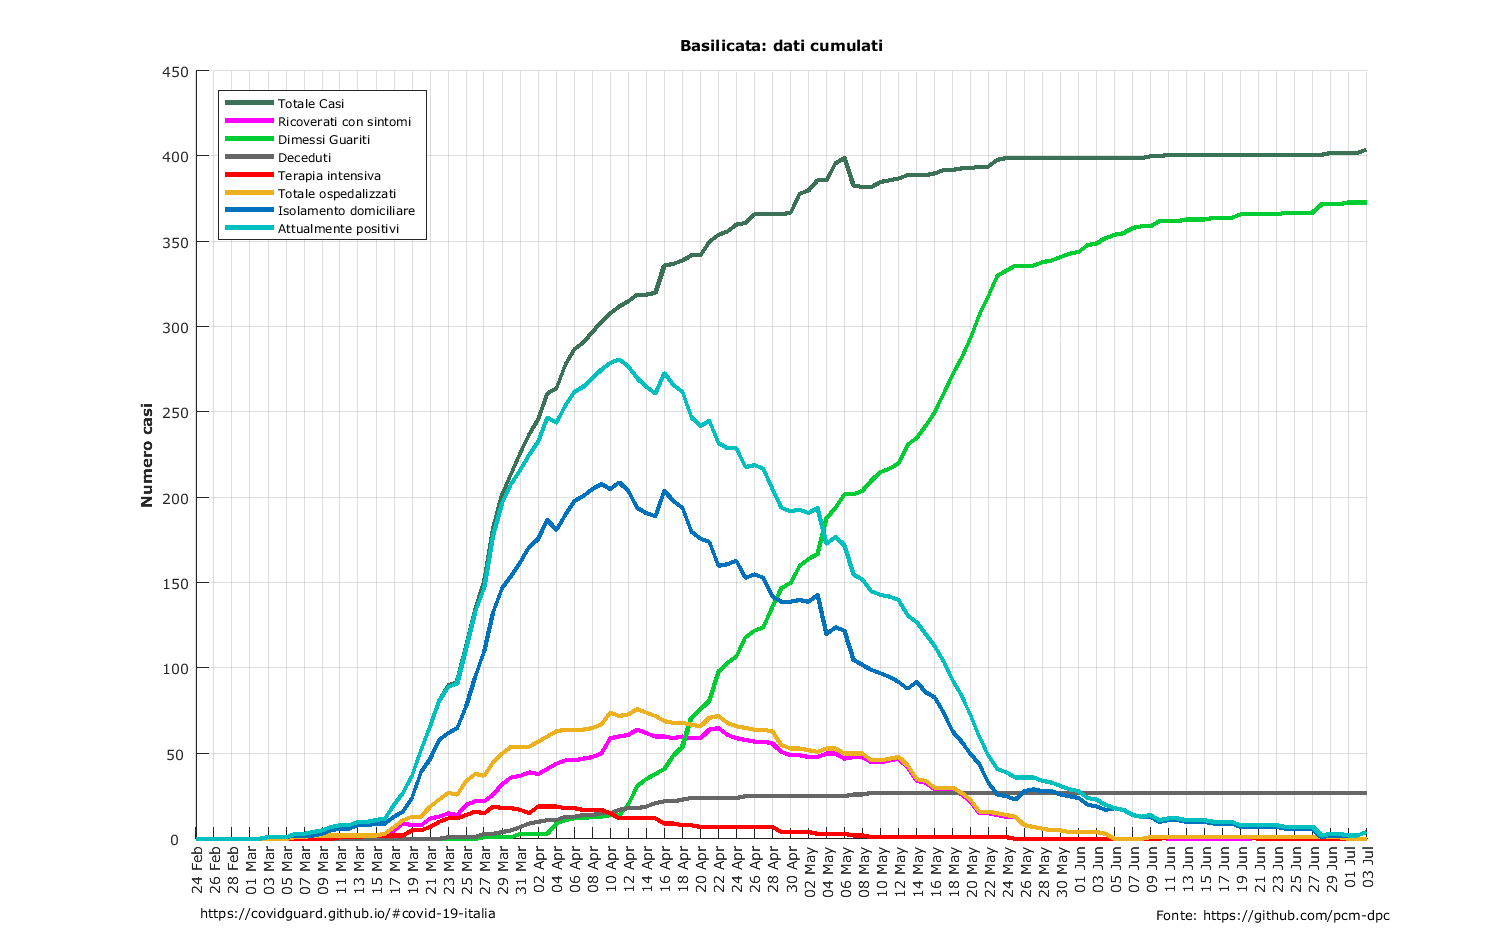 Basilicata: dati cumulati
Numero casi
450
400
350
300
250
200
150
100
50
0
Totale Casi
Ricoverati con sintomi
Dimessi Guariti
Deceduti
Terapia intensiva
Totale ospedalizzati
Isolamento domiciliare
Attualmente positivi
24 Feb
26 Feb
28 Feb
01 Mar
03 Mar
05 Mar
07 Mar
09 Mar
11 Mar
13 Mar
15 Mar
17 Mar
19 Mar
21 Mar
23 Mar
25 Mar
27 Mar
29 Mar
31 Mar
02 Apr
04 Apr
06 Apr
08 Apr
10 Apr
12 Apr
14 Apr
16 Apr
18 Apr
20 Apr
22 Apr
24 Apr
26 Apr
28 Apr
30 Apr
02 May
04 May
06 May
08 May
10 May
12 May
14 May
16 May
18 May
20 May
22 May
24 May
26 May
28 May
30 May
01 Jun
03 Jun
05 Jun
07 Jun
09 Jun
11 Jun
13 Jun
15 Jun
17 Jun
19 Jun
21 Jun
23 Jun
25 Jun
27 Jun
29 Jun
01 Jul
03 Jul
https://covidguard.github.io/#covid-19-italia
Fonte: https://github.com/pcm-dpc